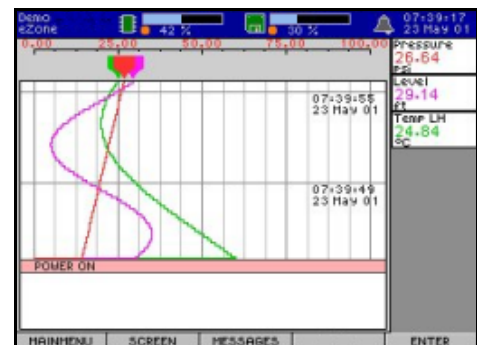 Demo
eZone
42 %
30 %
07:39:17
23 May 01
0.00 25.00 50.00 75.00 100.00
Pressure
26.64
psi
Level
29.14
ft
Temp LH
24.84
°C
07:39:55
23 May 01
07:39:49
23 May 01
POWER ON
MAINMENU SCREEN MESSAGES ENTER